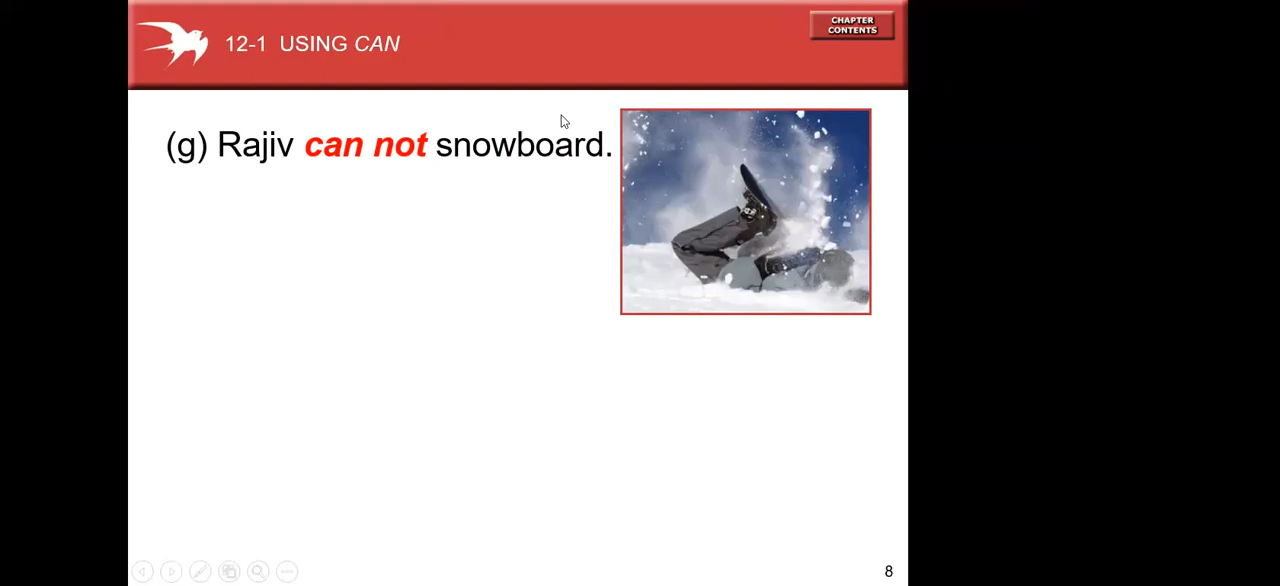 CHAPTER
CONTENTS
12-1 USING CAN
(g) Rajiv can not snowboard.
8